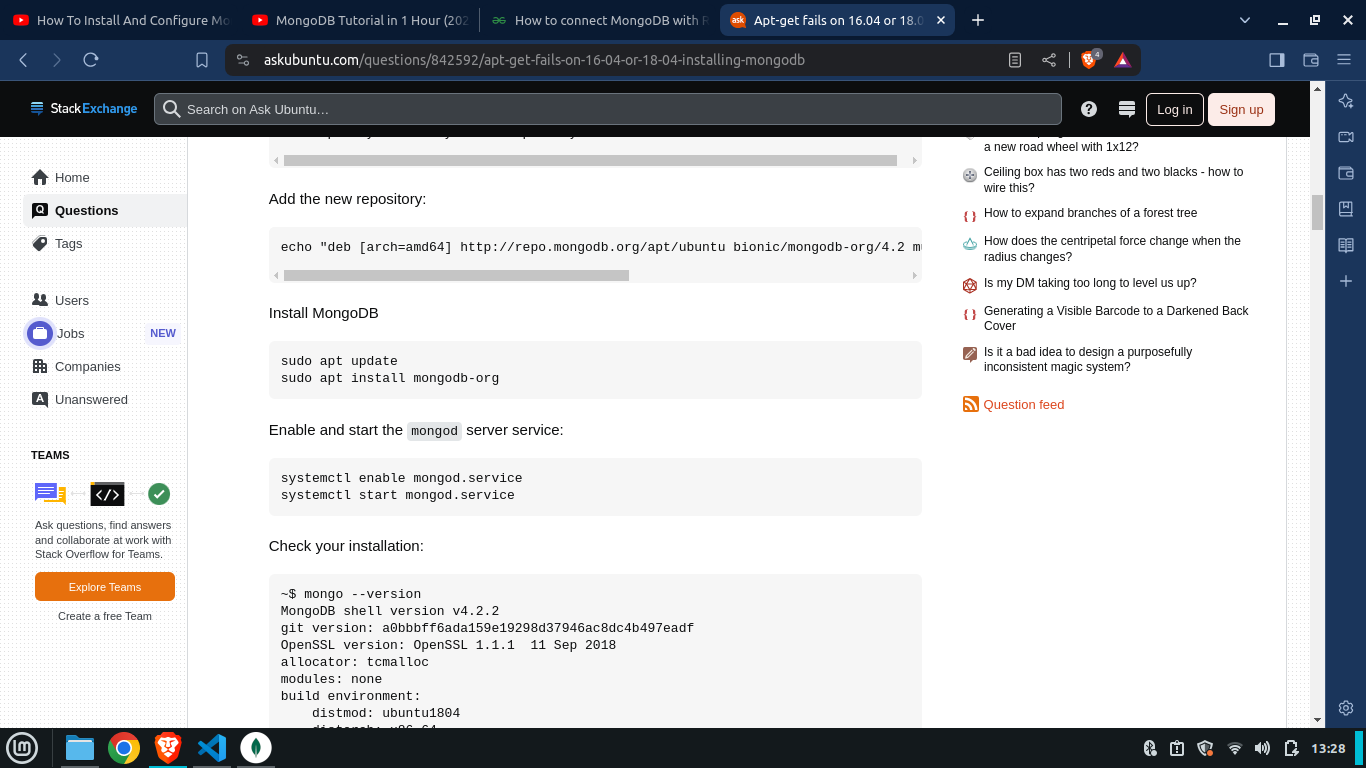 How To Install And Configure Mo
MongoDB Tutorial in 1 Hour (202
How to connect MongoDB with R
Apt-get fails on 16.04 or 18.0
askubuntu.com/questions/842592/apt-get-fails-on-16-04-or-18-04-installing-mongodb
4
StackExchange
Search on Ask Ubuntu…
Log in
Sign up
Home
Questions
Tags
Users
Jobs
NEW
Companies
Unanswered
TEAMS
Ask questions, find answers
and collaborate at work with
Stack Overflow for Teams.
Explore Teams
Create a free Team
Add the new repository:
echo "deb [arch=amd64] http://repo.mongodb.org/apt/ubuntu bionic/mongodb-org/4.2 mu
Install MongoDB
sudo apt update
sudo apt install mongodb-org
Enable and start the mongod server service:
systemctl enable mongod.service
systemctl start mongod.service
Check your installation:
~$ mongo --version
MongoDB shell version v4.2.2
git version: a0bbbff6ada159e19298d37946ac8dc4b497eadf
OpenSSL version: OpenSSL 1.1.1  11 Sep 2018
allocator: tcmalloc
modules: none
build environment:
distmod: ubuntu1804
a new road wheel with 1x12?
Ceiling box has two reds and two blacks - how to
wire this?
How to expand branches of a forest tree
How does the centripetal force change when the
radius changes?
Is my DM taking too long to level us up?
Generating a Visible Barcode to a Darkened Back
Cover
Is it a bad idea to design a purposefully
inconsistent magic system?
Question feed
13:28